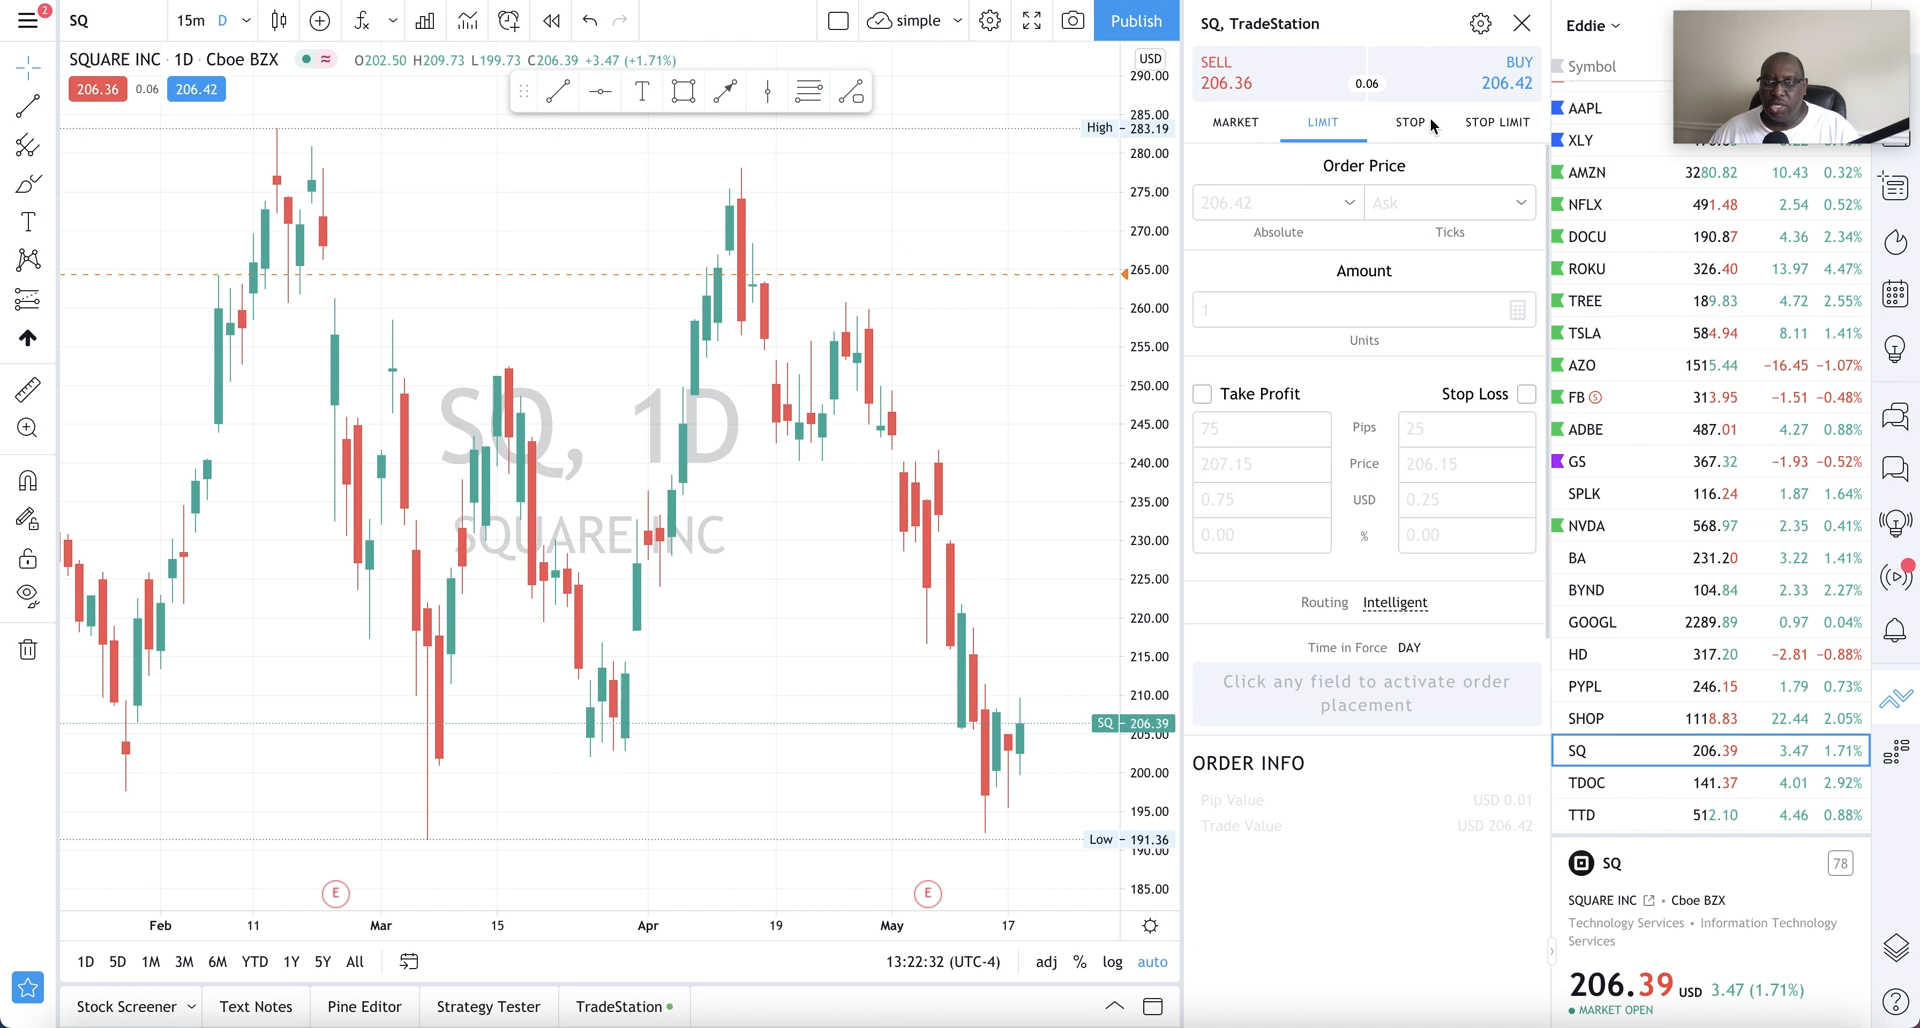 2
SQ
15m D
simple
Publish
SQUARE INC · 1D · Cboe BZX
O202.50 H209.73 L199.73 C206.39 +3.47 (+1.71%)
206.36 0.06 206.42
USD
290.00
285.00
High 283.19
280.00
275.00
270.00
265.00
260.00
255.00
250.00
245.00
240.00
235.00
230.00
225.00
220.00
215.00
210.00
SQ 206.39
205.00
200.00
195.00
Low 191.36
190.00
185.00
SQ, 1D
SQUARE INC
E E
Feb 11 Mar 15 Apr 19 May 17
1D 5D 1M 3M 6M YTD 1Y 5Y All
13:22:32 (UTC-4) adj % log auto
Stock Screener Text Notes Pine Editor Strategy Tester TradeStation
SQ, TradeStation
SELL BUY
206.36 0.06 206.42
MARKET LIMIT STOP STOP LIMIT
Order Price
206.42 Ask
Absolute Ticks
Amount
1
Units
Take Profit Stop Loss
75 Pips 25
207.15 Price 206.15
0.75 USD 0.25
0.00 % 0.00
Routing Intelligent
Time in Force DAY
Click any field to activate order
placement
ORDER INFO
Pip Value USD 0.01
Trade Value USD 206.42
Eddie
Symbol
AAPL
XLY
AMZN 3280.82 10.43 0.32%
NFLX 491.48 2.54 0.52%
DOCU 190.87 4.36 2.34%
ROKU 326.40 13.97 4.47%
TREE 189.83 4.72 2.55%
TSLA 584.94 8.11 1.41%
AZO 1515.44 −16.45 −1.07%
FB S 313.95 −1.51 −0.48%
ADBE 487.01 4.27 0.88%
GS 367.32 −1.93 −0.52%
SPLK 116.24 1.87 1.64%
NVDA 568.97 2.35 0.41%
BA 231.20 3.22 1.41%
BYND 104.84 2.33 2.27%
GOOGL 2289.89 0.97 0.04%
HD 317.20 −2.81 −0.88%
PYPL 246.15 1.79 0.73%
SHOP 1118.83 22.44 2.05%
SQ 206.39 3.47 1.71%
TDOC 141.37 4.01 2.92%
TTD 512.10 4.46 0.88%
SQ 78
SQUARE INC • Cboe BZX
Technology Services • Information Technology
Services
206.39 USD 3.47 (1.71%)
MARKET OPEN